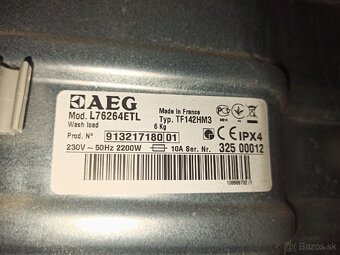 AEG
Made in France
Mod. L76264ETL Typ. TF142HM3
Wash load 6 Kg
Prod. N° 913217180 01
IPX4
230V ~ 50Hz 2200W 10A Ser. Nr. 325 00012
bazos.sk